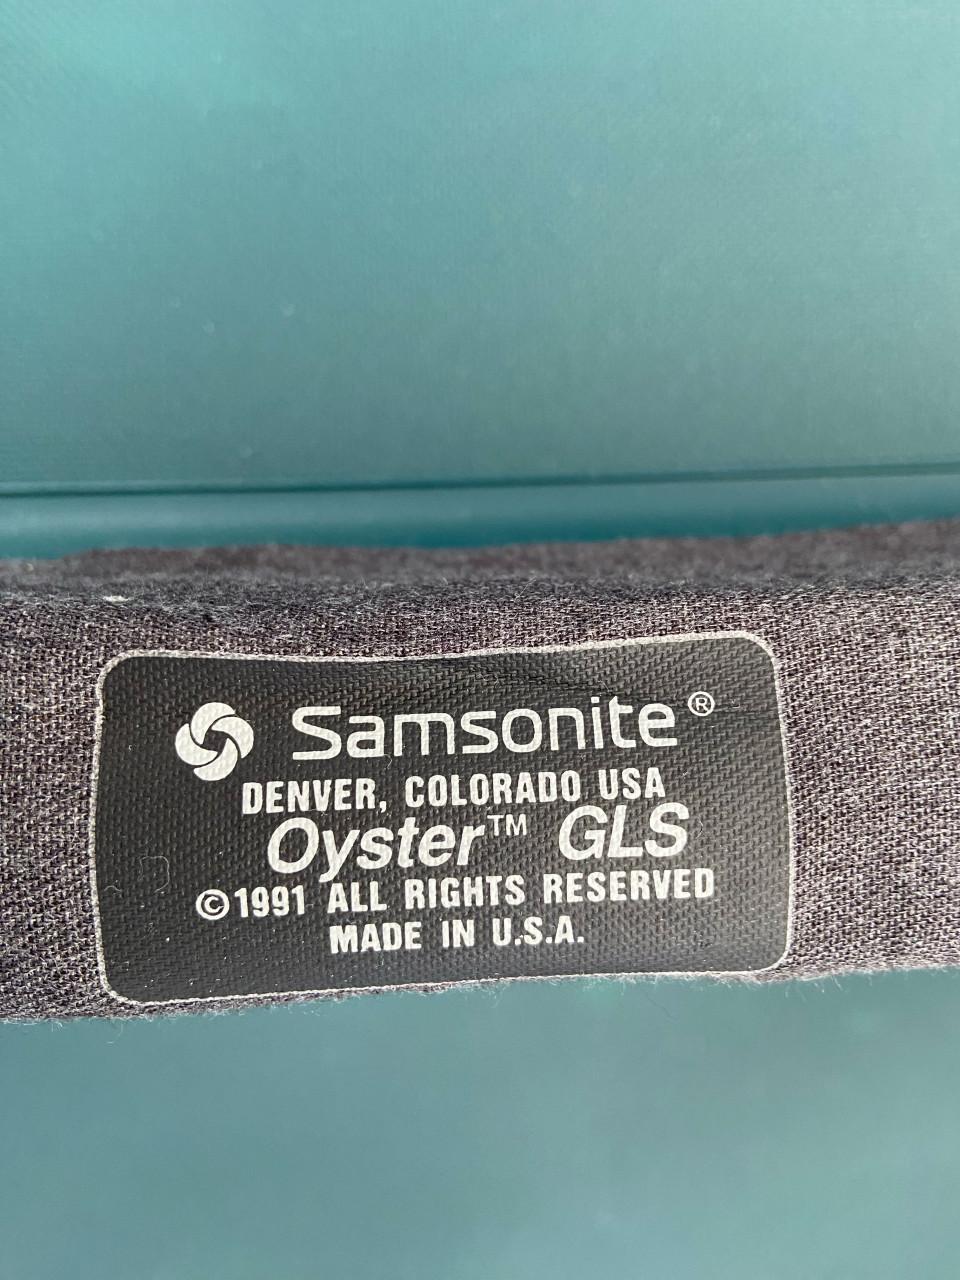 Samsonite®
DENVER, COLORADO USA
Oyster™ GLS
©1991 ALL RIGHTS RESERVED
MADE IN U.S.A.